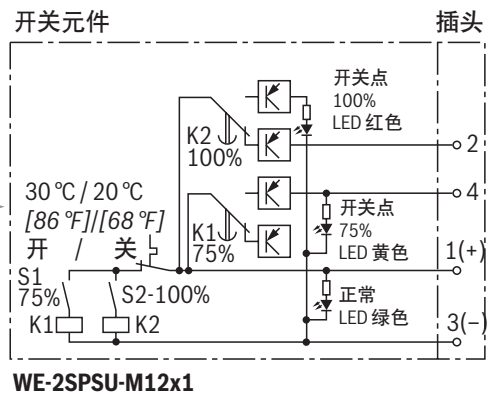 开关元件
插头
开关点
100%
LED 红色
K2
100%
2
4
30 °C / 20 °C
[86 °F]/[68 °F]
开 / 关
K1
75%
开关点
75%
LED 黄色
1(+)
S1
75%
S2-100%
K1
K2
正常
LED 绿色
3(−)
WE-2SPSU-M12x1